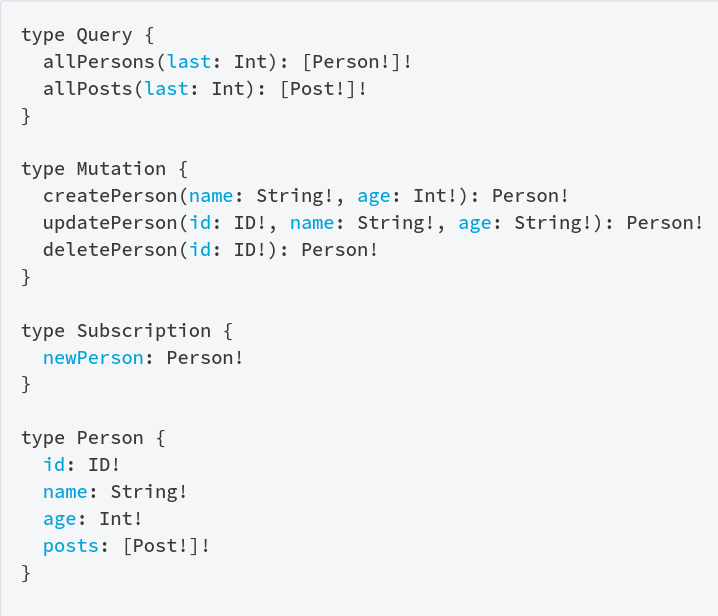 type Query {
  allPersons(last: Int): [Person!]!
  allPosts(last: Int): [Post!]!
}

type Mutation {
  createPerson(name: String!, age: Int!): Person!
  updatePerson(id: ID!, name: String!, age: String!): Person!
  deletePerson(id: ID!): Person!
}

type Subscription {
  newPerson: Person!
}

type Person {
  id: ID!
  name: String!
  age: Int!
  posts: [Post!]!
}